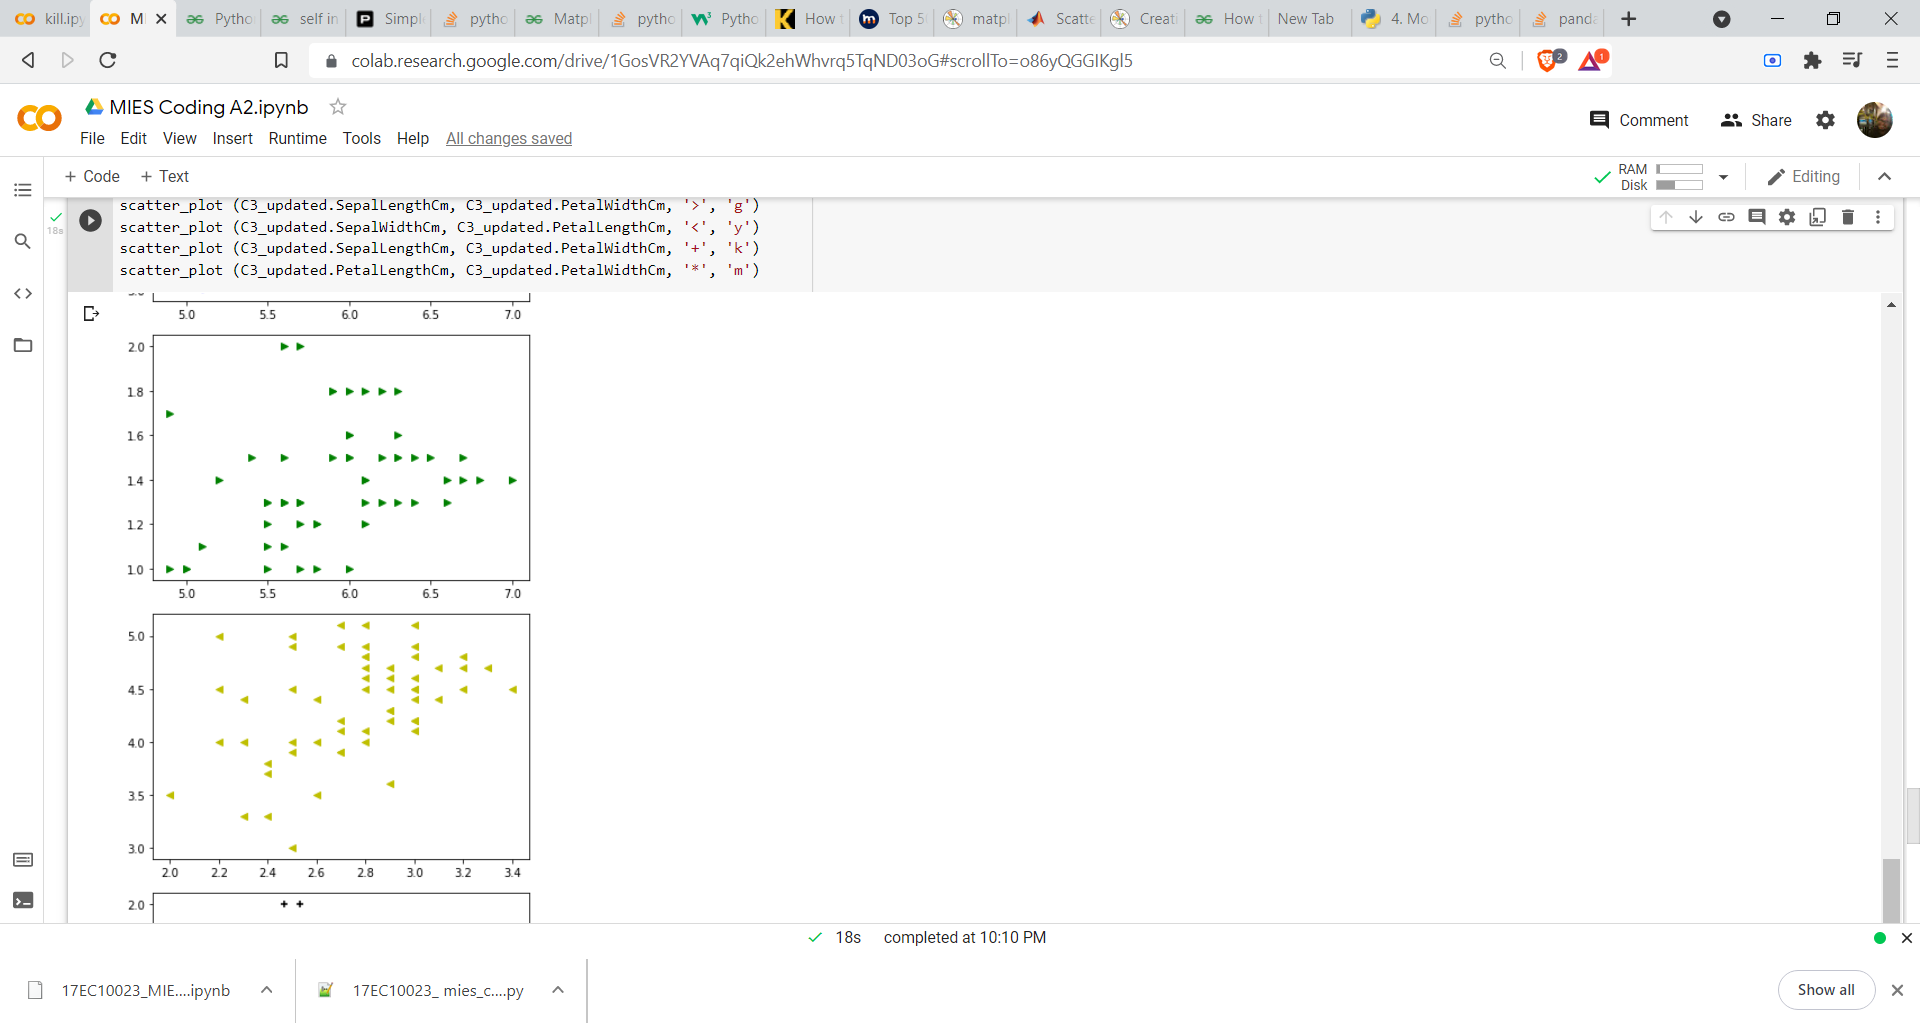 kill.ipy MI Pytho self in Simpl pytho Matpl pytho Pytho How t Top 5 matpl Scatte Creati How t New Tab 4. Mo pytho panda
colab.research.google.com/drive/1GosVR2YVAq7qiQk2ehWhvrq5TqND03oG#scrollTo=o86yQGGIKgl5
2 1
MIES Coding A2.ipynb
Comment Share
File Edit View Insert Runtime Tools Help All changes saved
+ Code + Text
RAM
Disk
Editing
18s
scatter_plot (C3_updated.SepalLengthCm, C3_updated.PetalWidthCm, '>', 'g')
scatter_plot (C3_updated.SepalWidthCm, C3_updated.PetalLengthCm, '<', 'y')
scatter_plot (C3_updated.SepalLengthCm, C3_updated.PetalWidthCm, '+', 'k')
scatter_plot (C3_updated.PetalLengthCm, C3_updated.PetalWidthCm, '*', 'm')
5.0 5.5 6.0 6.5 7.0
2.0
1.8
1.6
1.4
1.2
1.0
5.0 5.5 6.0 6.5 7.0
5.0
4.5
4.0
3.5
3.0
2.0 2.2 2.4 2.6 2.8 3.0 3.2 3.4
2.0
18s completed at 10:10 PM
17EC10023_MIE....ipynb 17EC10023_ mies_c....py Show all